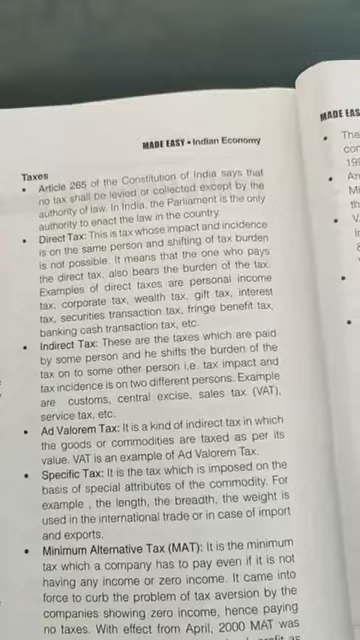 MADE EASY • Indian Economy
Taxes
• Article 265 of the Constitution of India says that
no tax shall be levied or collected except by the
authority of law. In India, the Parliament is the only
authority to enact the law in the country.
• Direct Tax: This is tax whose impact and incidence
is on the same person and shifting of tax burden
is not possible. It means that the one who pays
the direct tax, also bears the burden of the tax.
Examples of direct taxes are personal income
tax, corporate tax, wealth tax, gift tax, interest
tax, securities transaction tax, fringe benefit tax,
banking cash transaction tax, etc.
• Indirect Tax: These are the taxes which are paid
by some person and he shifts the burden of the
tax on to some other person i.e. tax impact and
tax incidence is on two different persons. Example
are customs, central excise, sales tax (VAT),
service tax, etc.
• Ad Valorem Tax: It is a kind of indirect tax in which
the goods or commodities are taxed as per its
value. VAT is an example of Ad Valorem Tax.
• Specific Tax: It is the tax which is imposed on the
basis of special attributes of the commodity. For
example , the length, the breadth, the weight is
used in the international trade or in case of import
and exports.
• Minimum Alternative Tax (MAT): It is the minimum
tax which a company has to pay even if it is not
having any income or zero income. It came into
force to curb the problem of tax aversion by the
companies showing zero income, hence paying
no taxes. With effect from April, 2000 MAT was
MADE EAS
• The